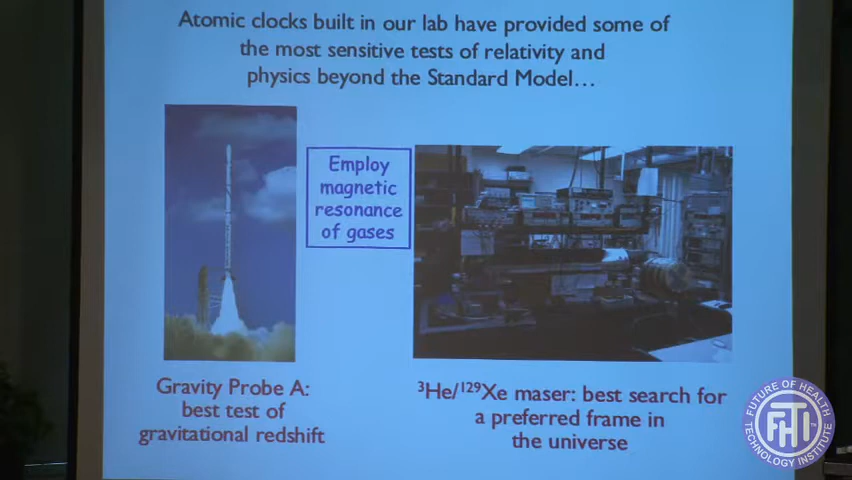 Atomic clocks built in our lab have provided some of
the most sensitive tests of relativity and
physics beyond the Standard Model…
Employ
magnetic
resonance
of gases
Gravity Probe A:
best test of
gravitational redshift
³He/¹²⁹Xe maser: best search for
a preferred frame in
the universe
FUTURE OF HEALTH
FHTI
TM
TECHNOLOGY INSTITUTE